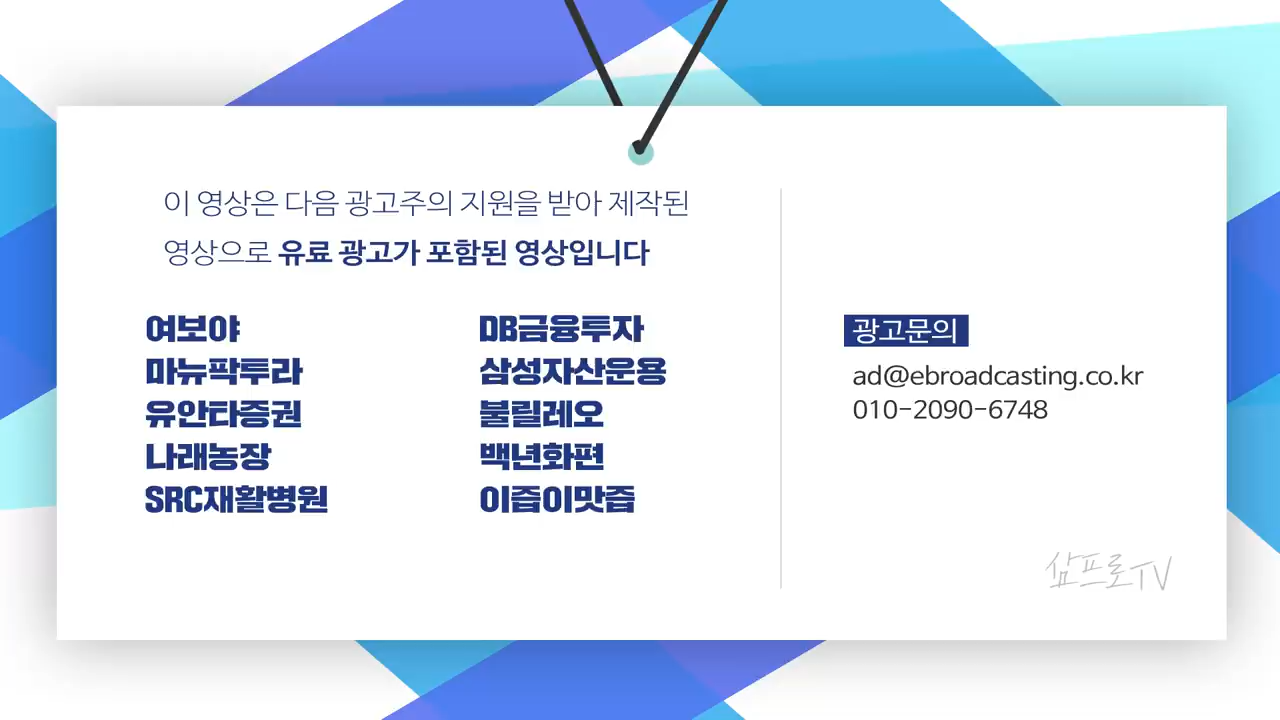 이 영상은 다음 광고주의 지원을 받아 제작된
영상으로 유료 광고가 포함된 영상입니다
여보야
마뉴팍투라
유안타증권
나래농장
SRC재활병원
DB금융투자
삼성자산운용
불릴레오
백년화편
이즙이맛즙
광고문의
ad@ebroadcasting.co.kr
010-2090-6748
삼프로TV